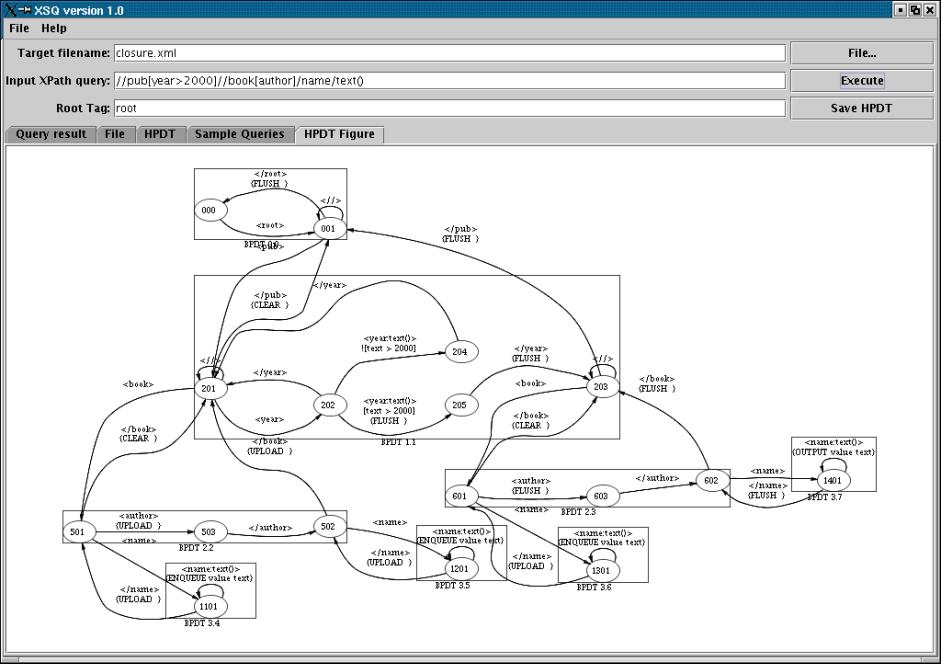 XSQ version 1.0
File Help
Target filename: closure.xml File...
Input XPath query: //pub[year>2000]//book[author]/name/text() Execute
Root Tag: root Save HPDT
Query result File HPDT Sample Queries HPDT Figure
</root>
{FLUSH }
000
<//>
<root>
001
BPDT 0.0
<pub>
</pub>
{FLUSH }
</pub>
{CLEAR }
</year>
<year:text()>
![text > 2000]
204
</year>
{FLUSH }
<//>
201
<//>
203
<book>
</year>
202
<year>
<year:text()>
[text > 2000]
{FLUSH }
205
<book>
</book>
{FLUSH }
</book>
{CLEAR }
</book>
{CLEAR }
</book>
{UPLOAD }
BPDT 1.1
<name:text()>
{OUTPUT value text}
1401
<name>
</name>
{FLUSH }
BPDT 3.7
601
<author>
{FLUSH }
603
</author>
602
<name>
BPDT 2.3
501
<author>
{UPLOAD }
503
</author>
502
<name>
BPDT 2.2
<name>
<name:text()>
{ENQUEUE value text}
1201
</name>
{UPLOAD }
BPDT 3.5
<name:text()>
{ENQUEUE value text}
1301
</name>
{UPLOAD }
BPDT 3.6
<name:text()>
{ENQUEUE value text}
1101
</name>
{UPLOAD }
BPDT 3.4